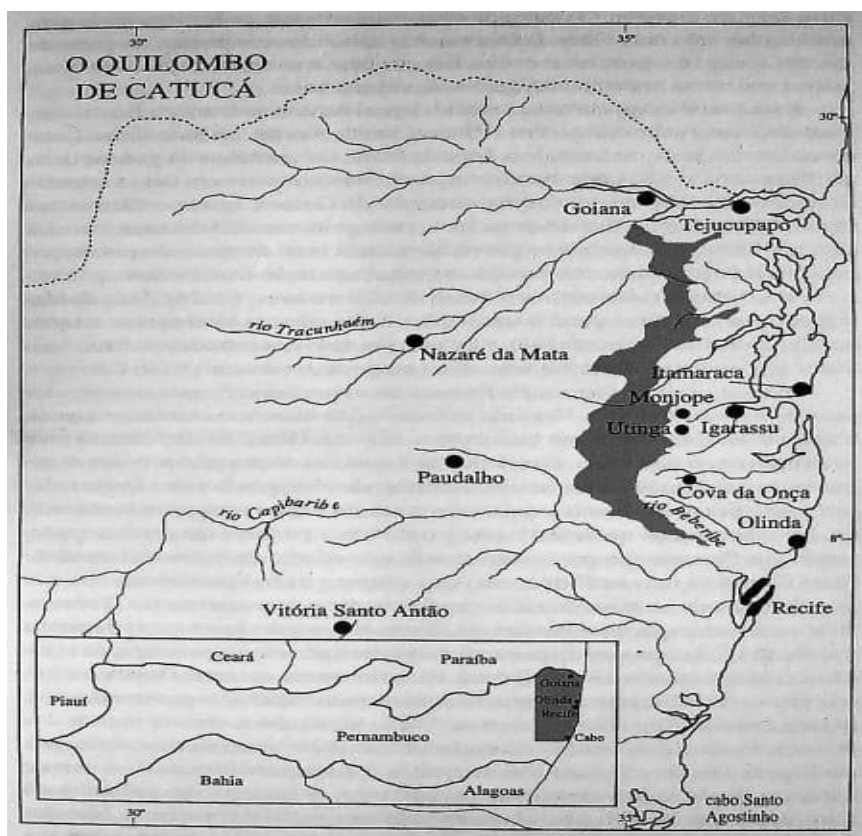 30°
35°
O QUILOMBO
DE CATUCÁ
30°
Goiana
Tejucupapo
rio Tracunhaém
Nazaré da Mata
Itamaraca
Monjope
Utinga
Igarassu
Paudalho
Cova da Onça
rio Capibaribe
rio Beberibe
Olinda
8°
Recife
Vitória Santo Antão
Ceará
Paraíba
Goiana
Piauí
Olinda
Recife
Pernambuco
Cabo
Bahia
Alagoas
cabo Santo
Agostinho
30°
35°